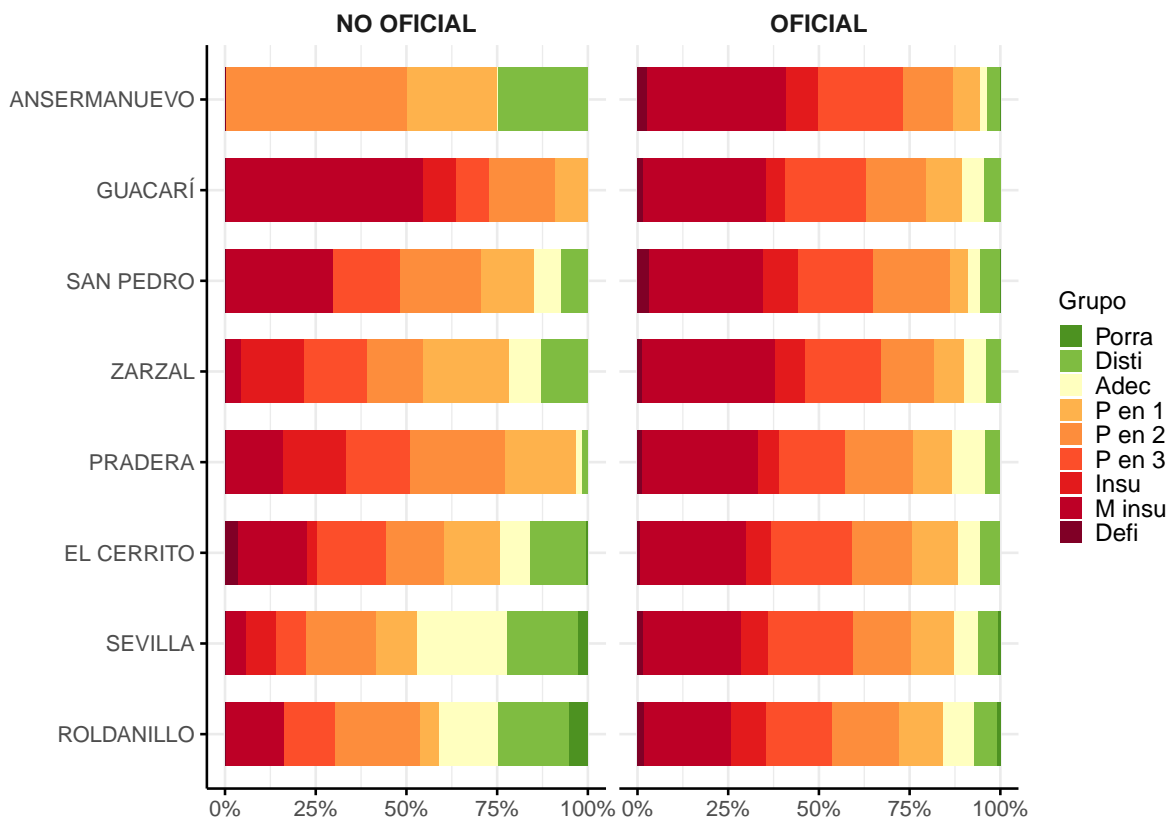 NO OFICIAL OFICIAL
ANSERMANUEVO
GUACARÍ
SAN PEDRO
ZARZAL
PRADERA
EL CERRITO
SEVILLA
ROLDANILLO
0% 25% 50% 75% 100% 0% 25% 50% 75% 100%
Grupo
Porra
Disti
Adec
P en 1
P en 2
P en 3
Insu
M insu
Defi